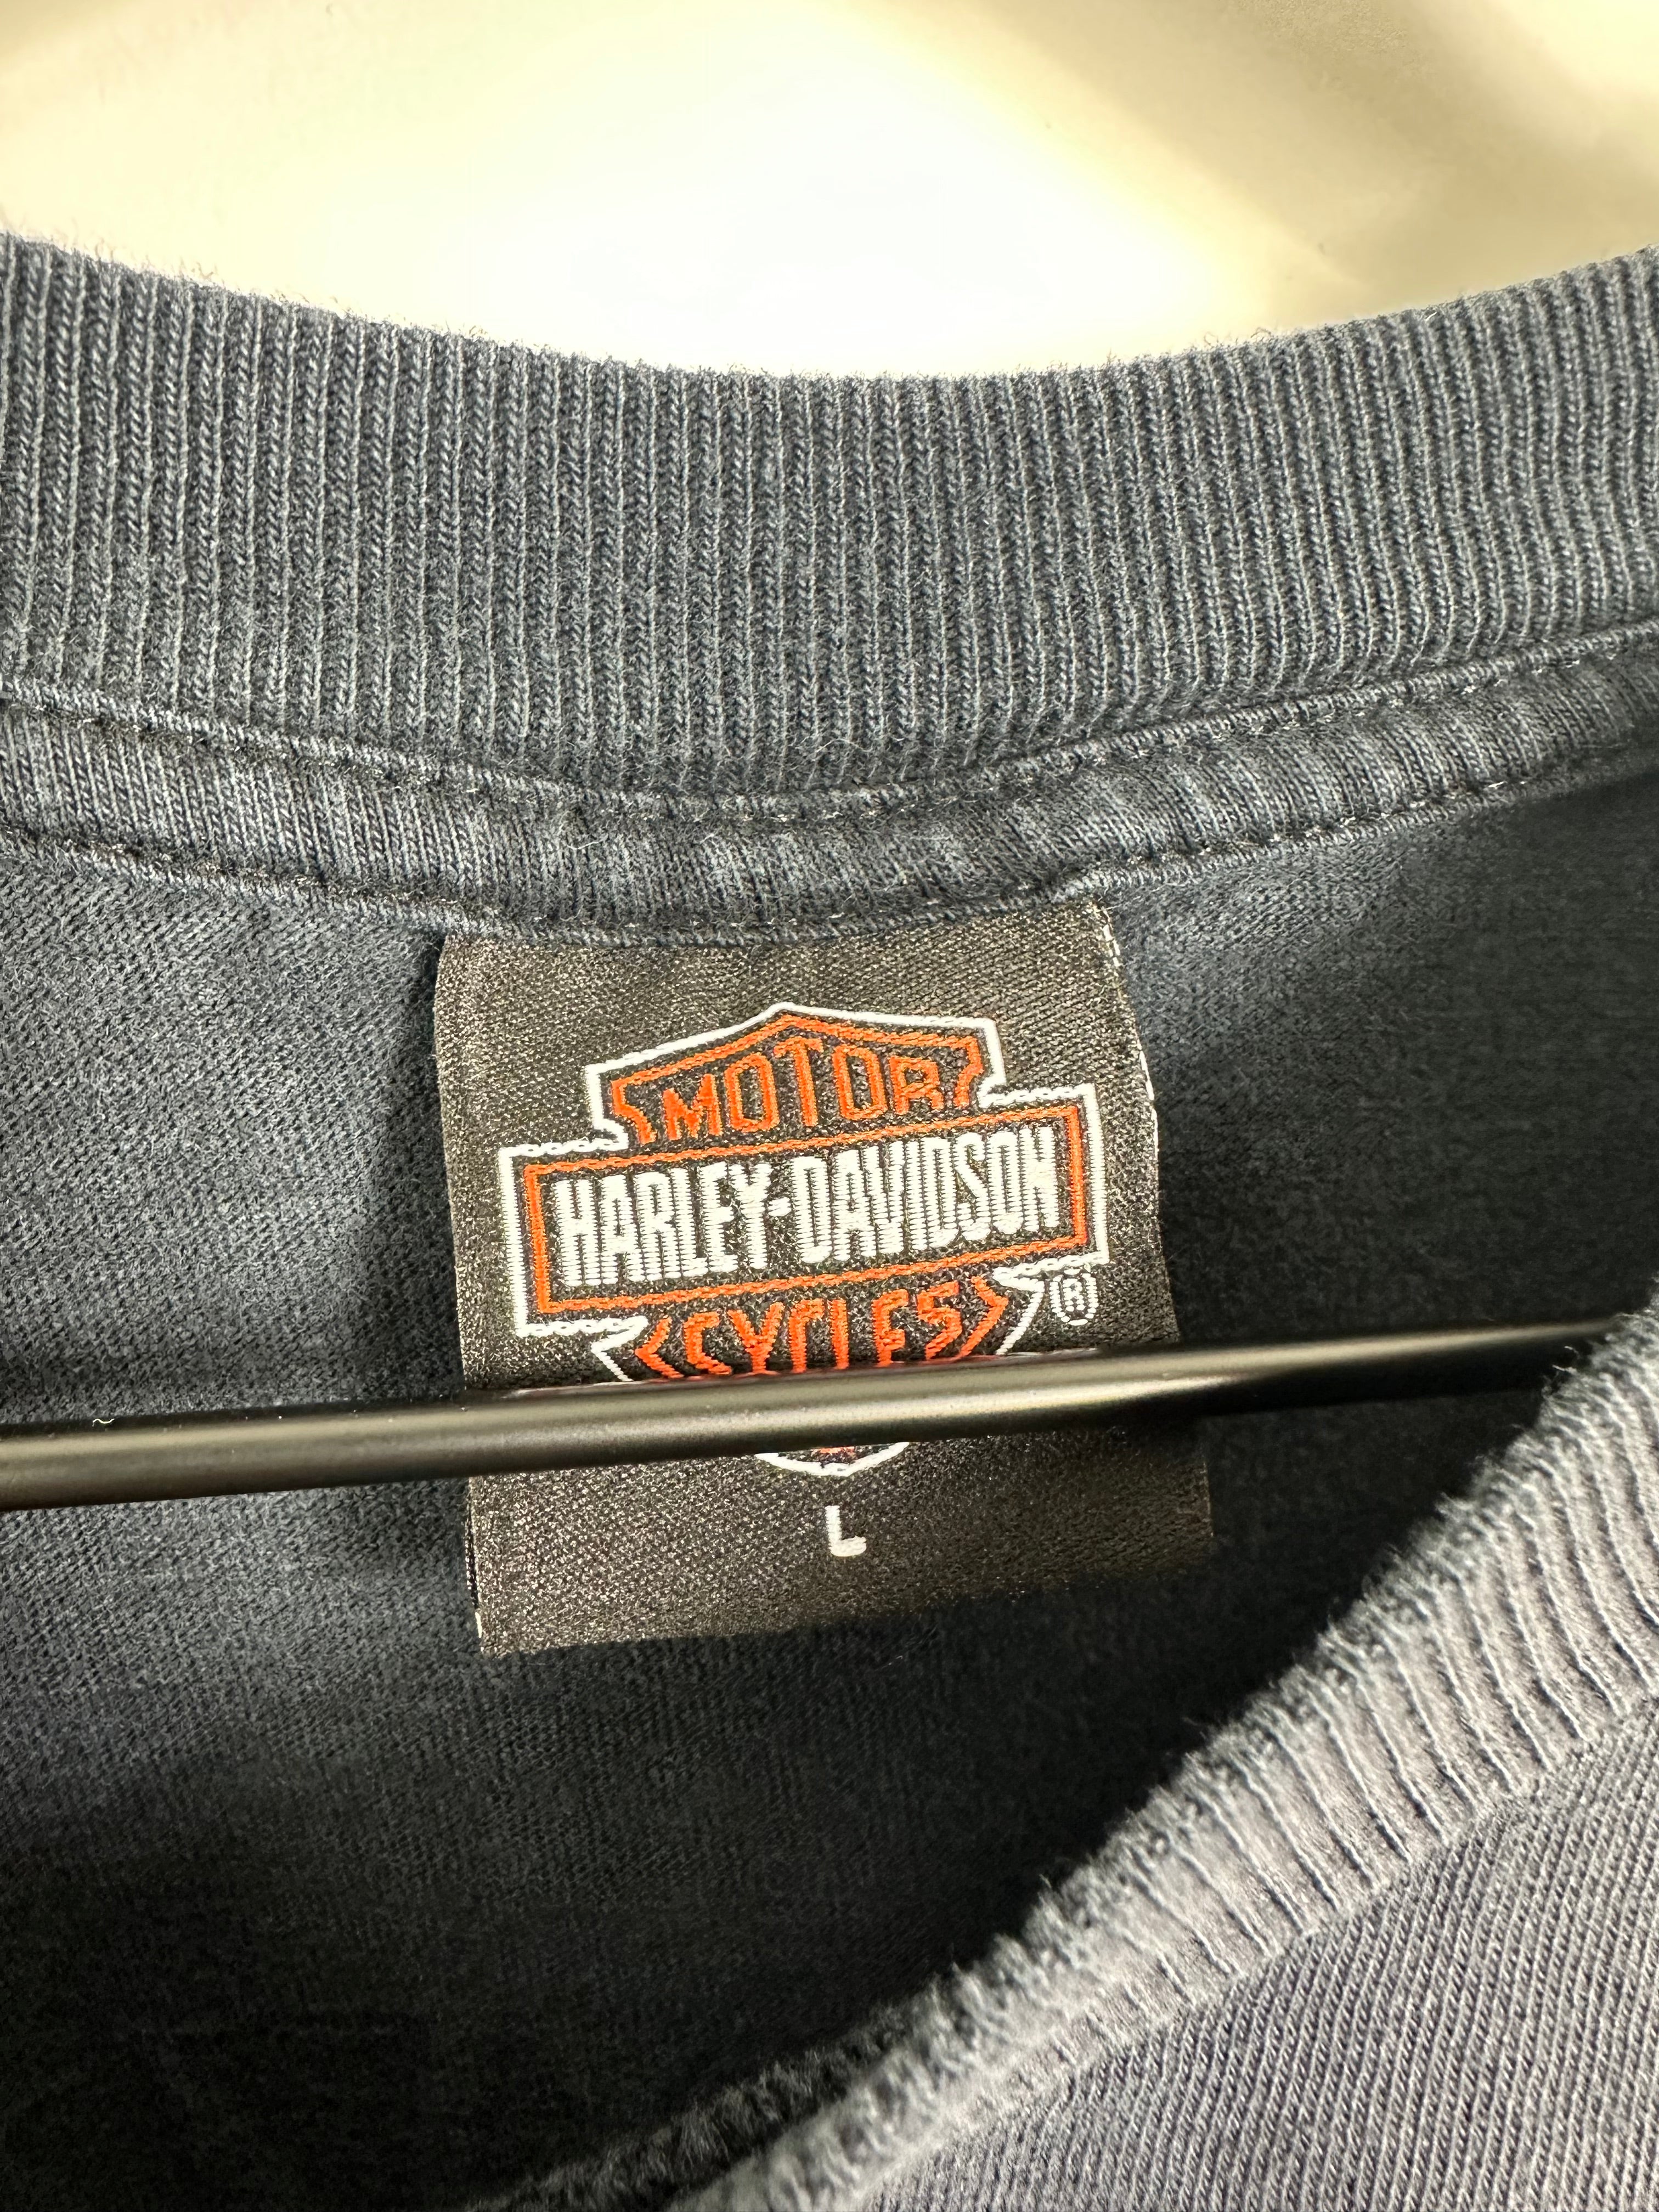 MOTOR
HARLEY-DAVIDSON
CYCLES
®
L